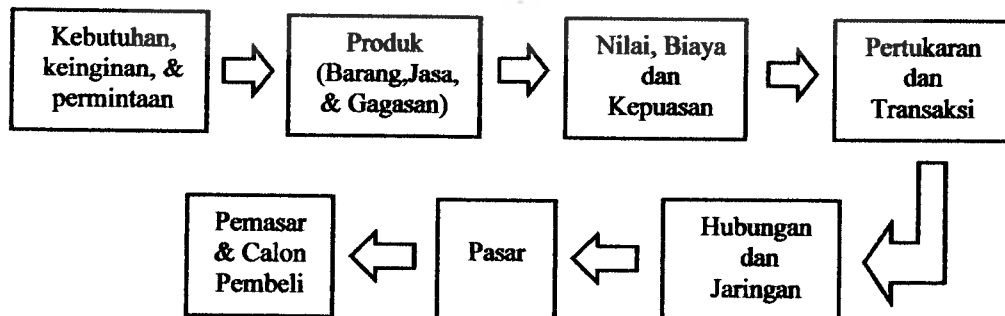 Kebutuhan,
keinginan, &
permintaan
Produk
(Barang,Jasa,
& Gagasan)
Nilai, Biaya
dan
Kepuasan
Pertukaran
dan
Transaksi
Hubungan
dan
Jaringan
Pasar
Pemasar
& Calon
Pembeli